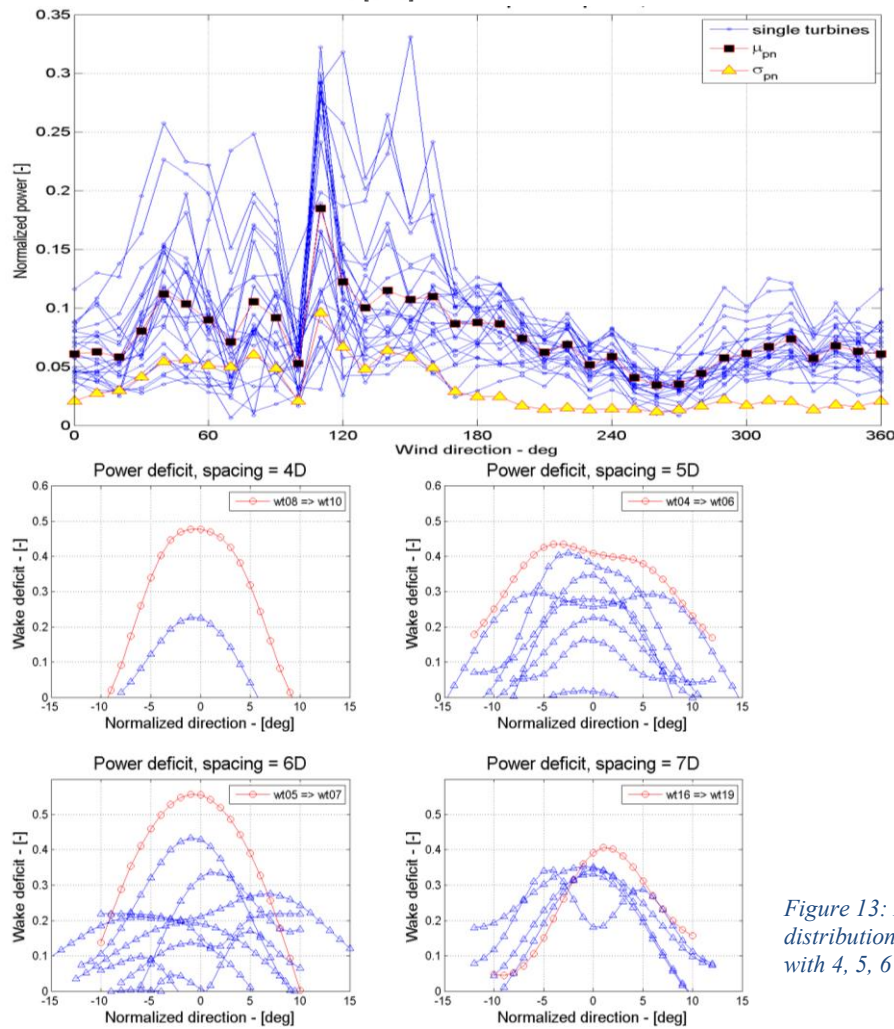 0.35
0.3
0.25
0.2
0.15
0.1
0.05
0
Normalized power [-]
single turbines
μpn
σpn
0 60 120 180 240 300 360
Wind direction - deg
Power deficit, spacing = 4D
0.6
0.5
0.4
0.3
0.2
0.1
0
Wake deficit - [-]
wt08 => wt10
-15 -10 -5 0 5 10 15
Normalized direction - [deg]
Power deficit, spacing = 5D
0.6
0.5
0.4
0.3
0.2
0.1
0
Wake deficit - [-]
wt04 => wt06
-15 -10 -5 0 5 10 15
Normalized direction - [deg]
Power deficit, spacing = 6D
0.5
0.4
0.3
0.2
0.1
0
Wake deficit - [-]
wt05 => wt07
-15 -10 -5 0 5 10 15
Normalized direction - [deg]
Power deficit, spacing = 7D
0.5
0.4
0.3
0.2
0.1
0
Wake deficit - [-]
wt16 => wt19
-15 -10 -5 0 5 10 15
Normalized direction - [deg]
Figure 13:
distribution
with 4, 5, 6